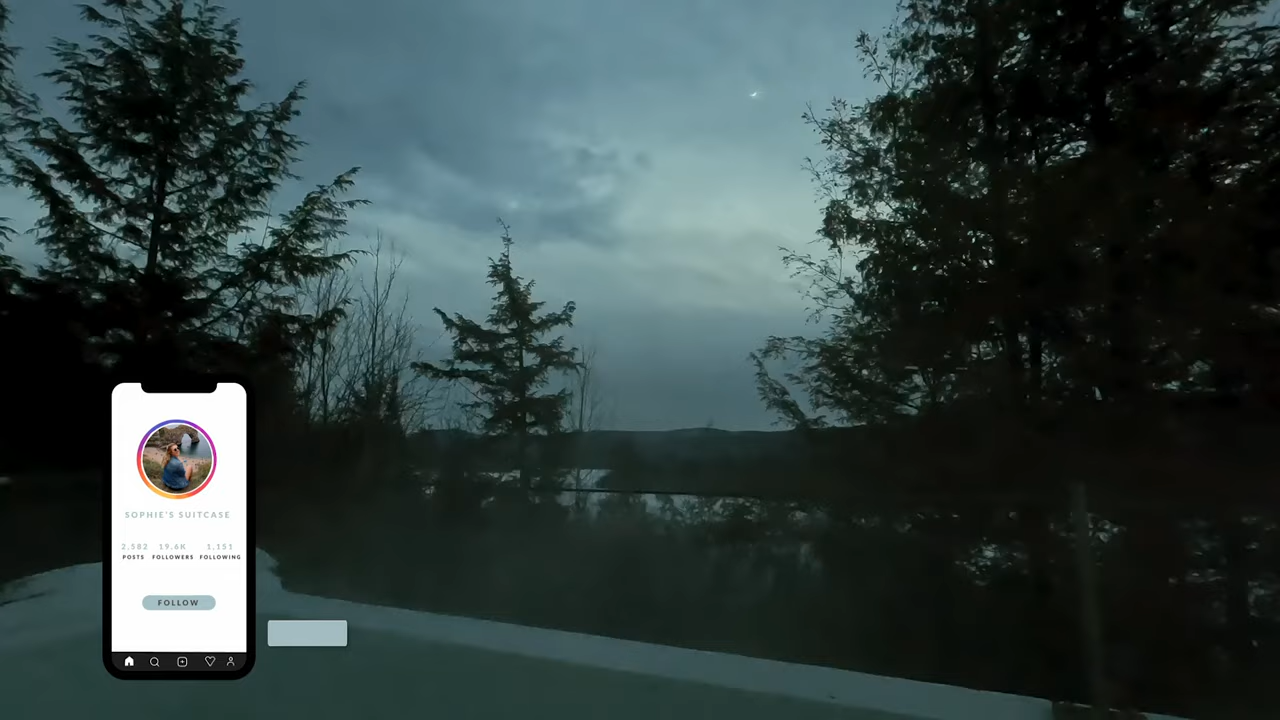 SOPHIE'S SUITCASE
2,582 19.6K 1,151
POSTS FOLLOWERS FOLLOWING
FOLLOW